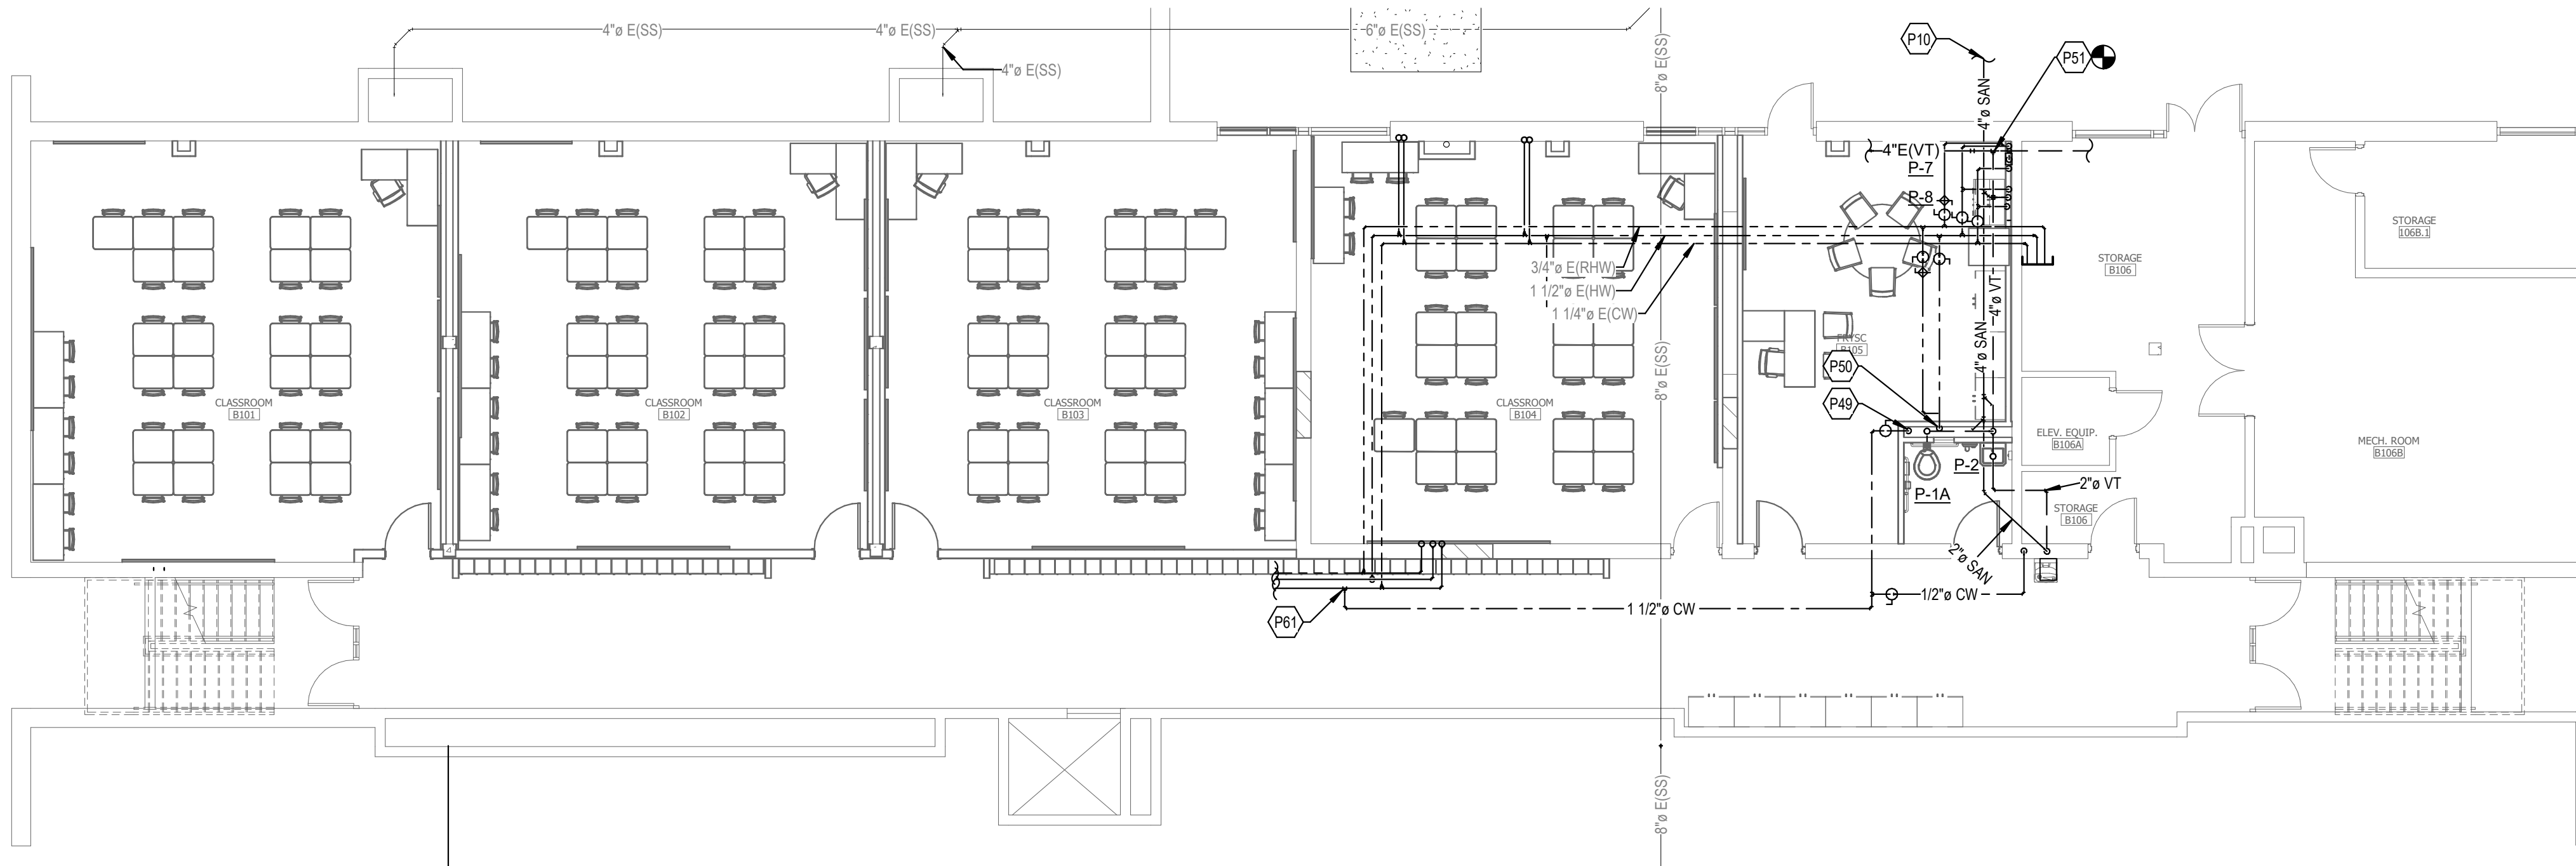 4"ø E(SS)
4"ø E(SS)
6"ø E(SS)
4"ø E(SS)
8"ø E(SS)
P10
P51
4"ø SAN
4"E(VT)
P-7
P-8
STORAGE
106B.1
STORAGE
B106
3/4"ø E(RHW)
1 1/2"ø E(HW)
1 1/4"ø E(CW)
4"ø VT
4"ø SAN
8"ø E(SS)
B105
P50
P49
CLASSROOM
B101
CLASSROOM
B102
CLASSROOM
B103
CLASSROOM
B104
ELEV. EQUIP.
B106A
MECH. ROOM
B106B
P-2
P-1A
2"ø VT
STORAGE
B106
2"ø SAN
1/2"ø CW
1 1/2"ø CW
P61
8"ø E(SS)